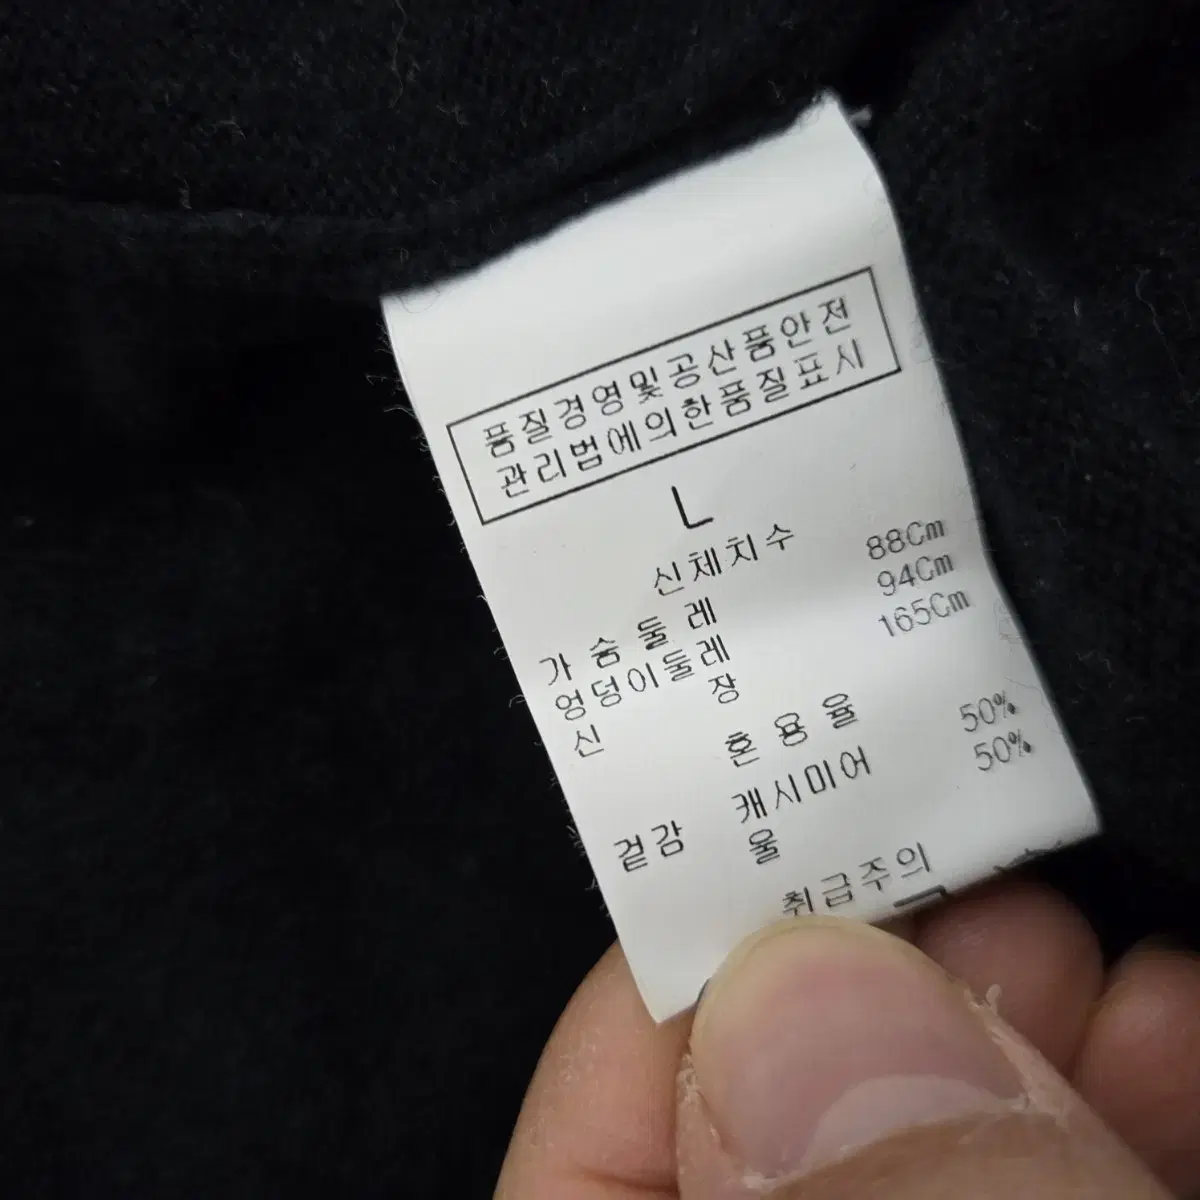 품질경영및공산품안전
관리법에의한품질표시
L
신체치수
가슴둘레 88Cm
엉덩이둘레 94Cm
신장 165Cm
혼용율
겉감 캐시미어 50%
울 50%
취급주의